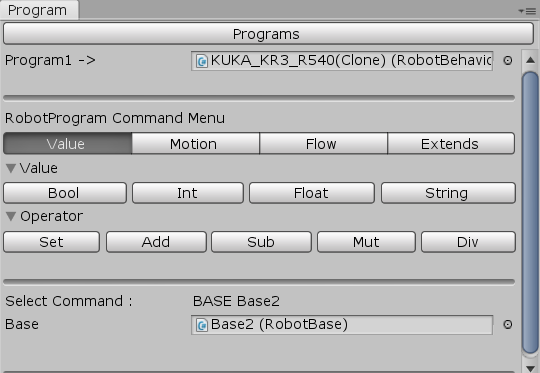 Program
Programs
Program1 -> KUKA_KR3_R540(Clone) (RobotBehavic
RobotProgram Command Menu
Value Motion Flow Extends
Value
Bool Int Float String
Operator
Set Add Sub Mut Div
Select Command : BASE Base2
Base Base2 (RobotBase)